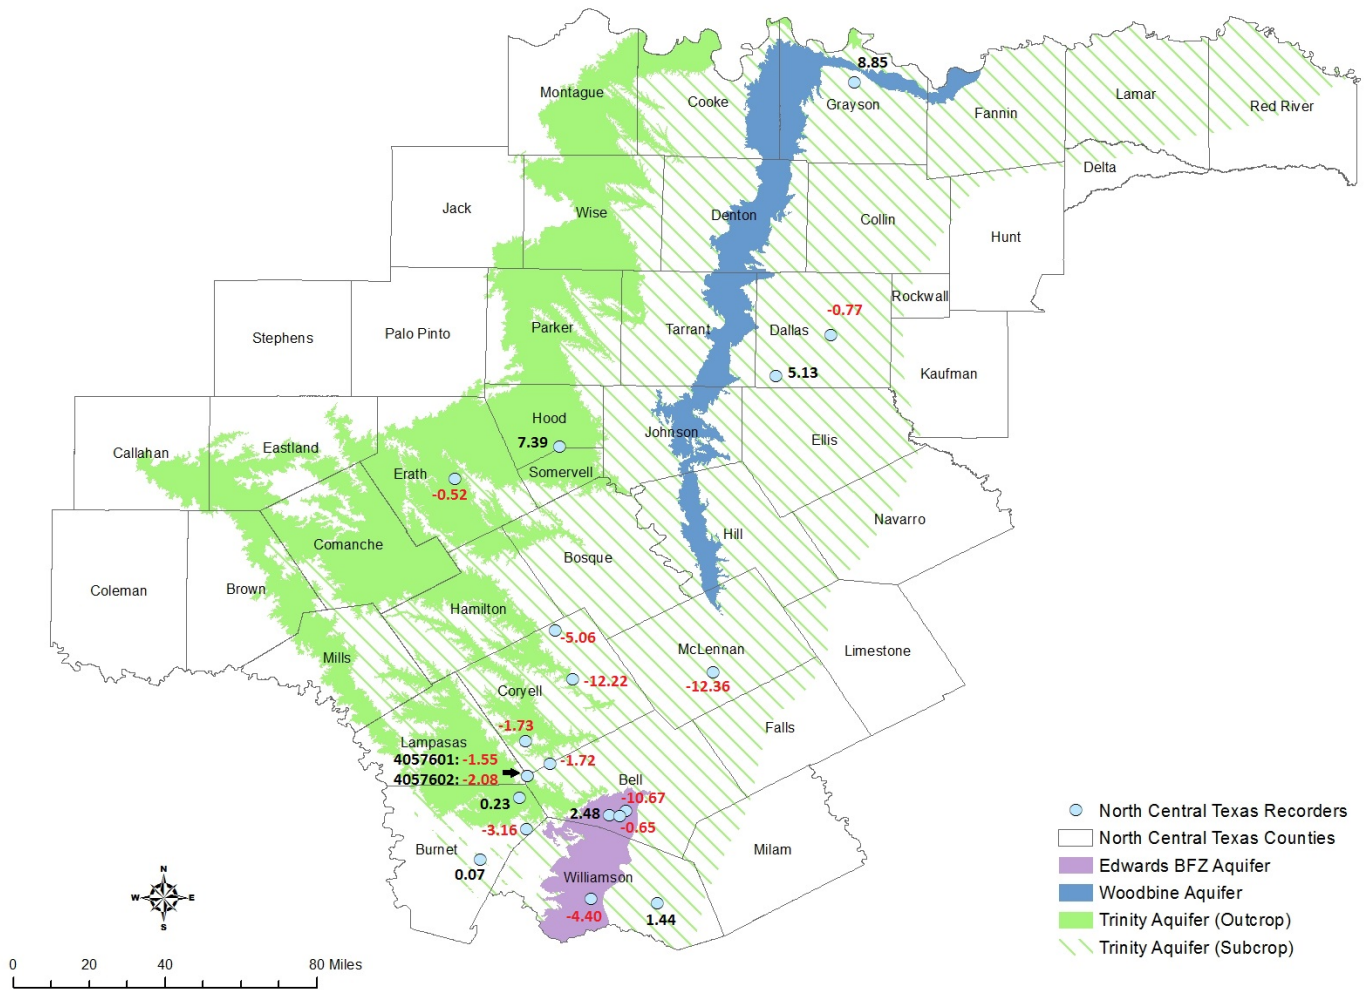 8.85
Montague
Cooke
Grayson
Fannin
Lamar
Red River
Delta
Jack
Wise
Denton
Collin
Hunt
Rockwall
-0.77
Stephens
Palo Pinto
Parker
Tarrant
Dallas
5.13
Kaufman
Hood
7.39
Johnson
Ellis
Callahan
Eastland
Erath
Somervell
-0.52
Navarro
Comanche
Hill
Bosque
Coleman
Brown
Hamilton
-5.06
Mills
McLennan
Limestone
-12.22
-12.36
Coryell
-1.73
Falls
Lampasas
4057601: -1.55
-1.72
4057602: -2.08
Bell
0.23
-10.67
2.48
-0.65
-3.16
Burnet
Milam
0.07
Williamson
-4.40
1.44
North Central Texas Recorders
North Central Texas Counties
Edwards BFZ Aquifer
Woodbine Aquifer
Trinity Aquifer (Outcrop)
Trinity Aquifer (Subcrop)
N
W E
S
0 20 40 80 Miles